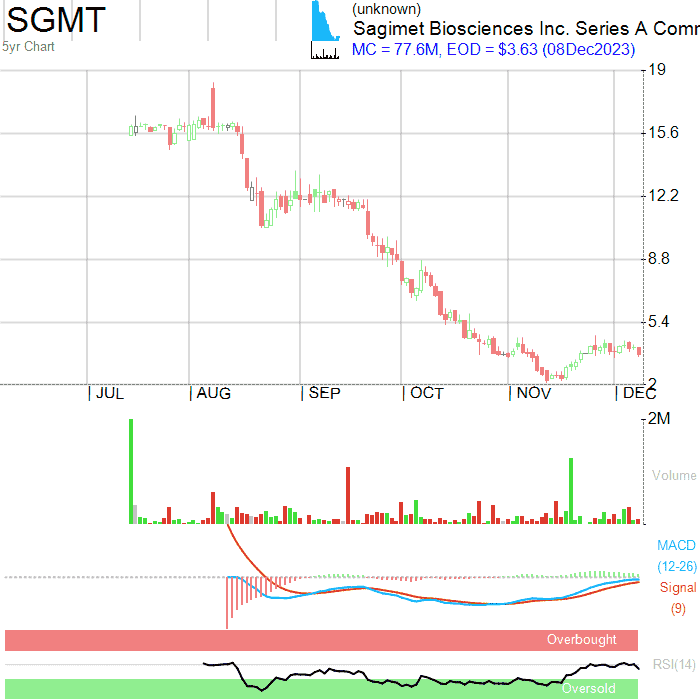 SGMT
5yr Chart
(unknown)
Sagimet Biosciences Inc. Series A Comm
MC = 77.6M, EOD = $3.63 (08Dec2023)
19
15.6
12.2
8.8
5.4
2
JUL AUG SEP OCT NOV DEC
2M
Volume
MACD
(12-26)
Signal
(9)
Overbought
RSI(14)
Oversold